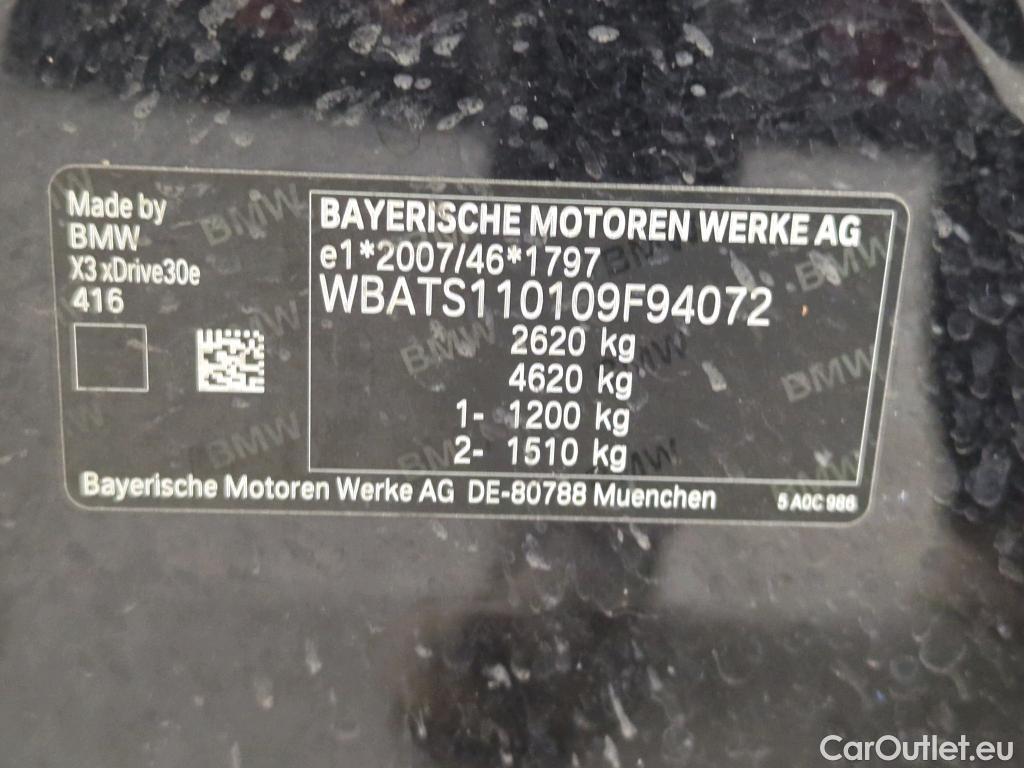 Made by
BMW
X3 xDrive30e
416
BAYERISCHE MOTOREN WERKE AG
e1*2007/46*1797
WBATS110109F94072
2620 kg
4620 kg
1- 1200 kg
2- 1510 kg
Bayerische Motoren Werke AG DE-80788 Muenchen
5 A0C 986
CarOutlet.eu